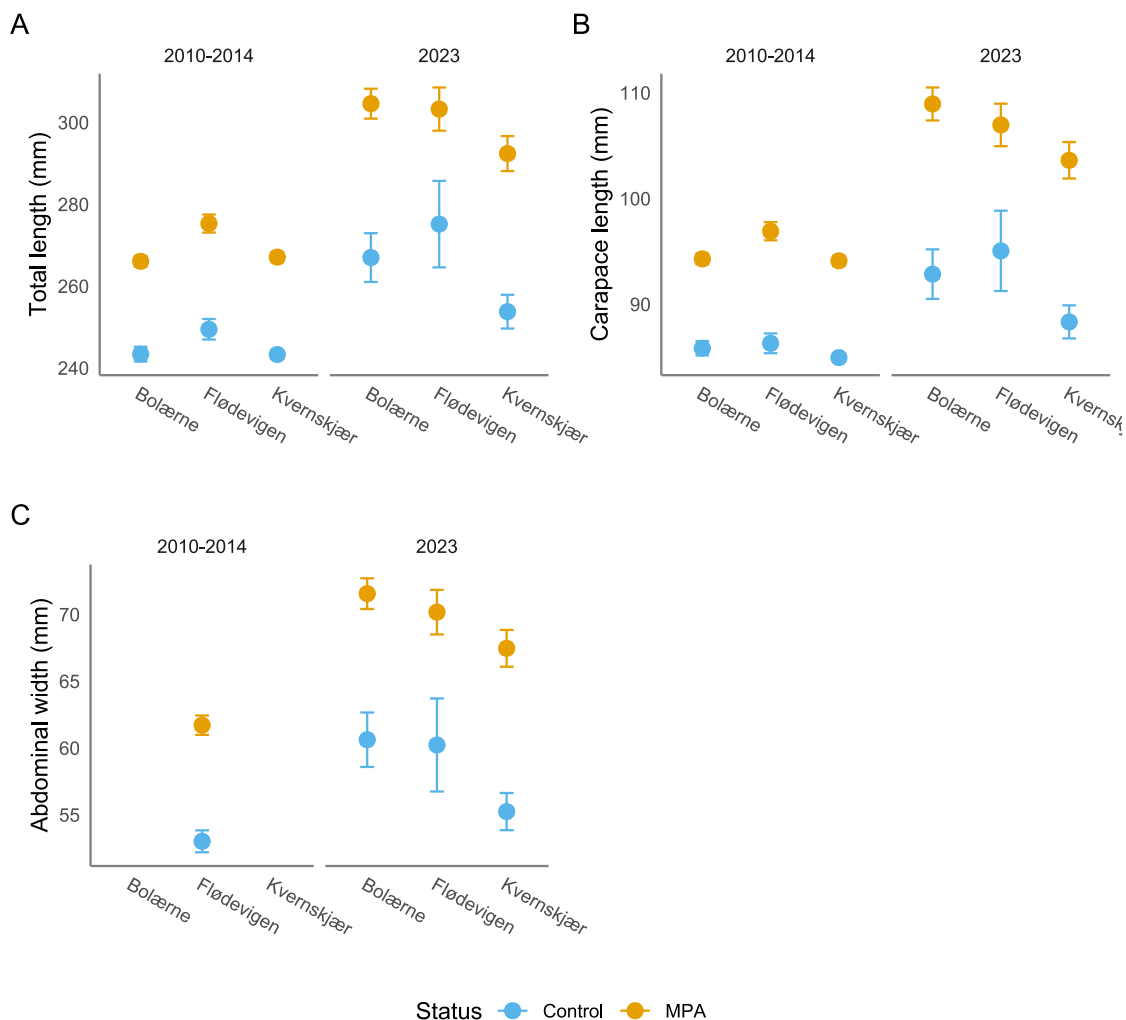 A
2010-2014 2023
Total length (mm)
300
280
260
240
Bolærne Flødevigen Kvernskjær Bolærne Flødevigen Kvernskjær
B
2010-2014 2023
Carapace length (mm)
110
100
90
Bolærne Flødevigen Kvernskjær Bolærne Flødevigen Kvernskj
C
2010-2014 2023
Abdominal width (mm)
70
65
60
55
Bolærne Flødevigen Kvernskjær Bolærne Flødevigen Kvernskjær
Status Control MPA